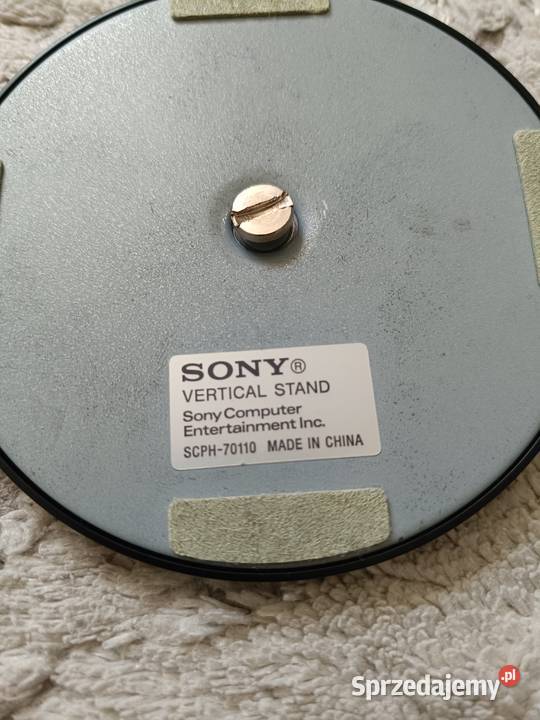 SONY®
VERTICAL STAND
Sony Computer
Entertainment Inc.
SCPH-70110 MADE IN CHINA
Sprzedajemy.pl